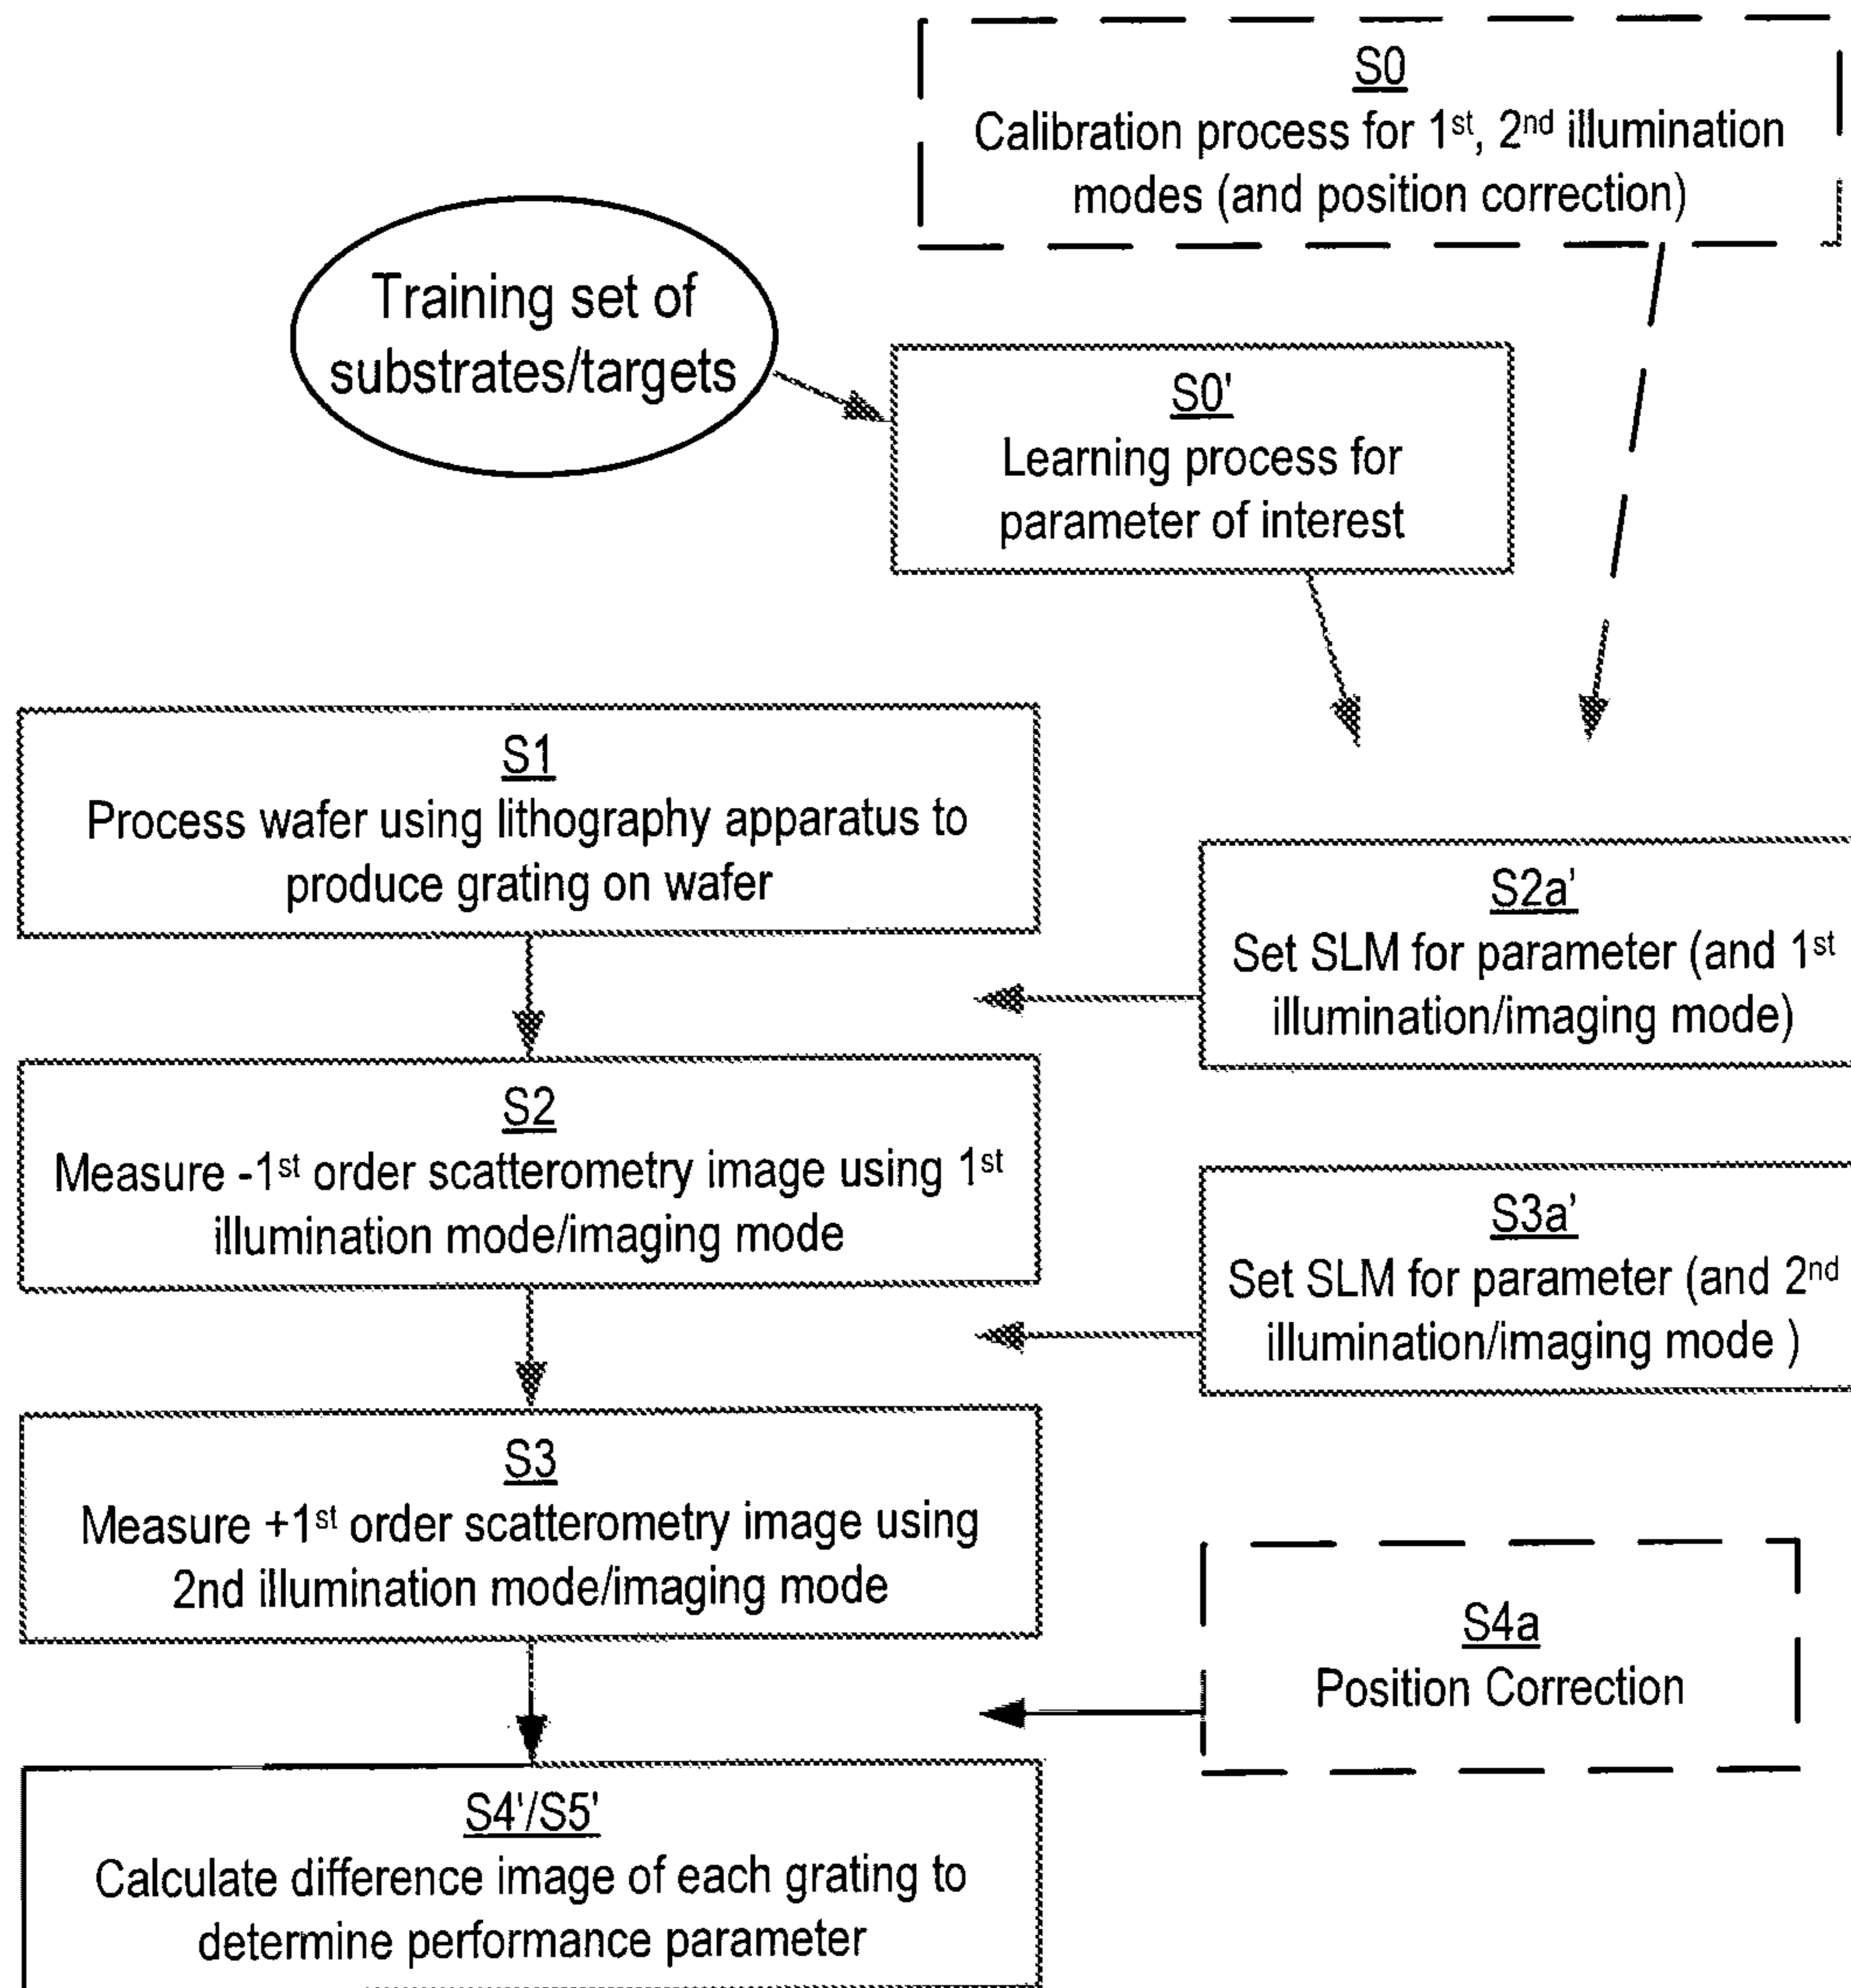 S0
Calibration process for 1st, 2nd illumination
modes (and position correction)
Training set of
substrates/targets
S0'
Learning process for
parameter of interest
S1
Process wafer using lithography apparatus to
produce grating on wafer
S2a'
Set SLM for parameter (and 1st
illumination/imaging mode)
S2
Measure -1st order scatterometry image using 1st
illumination mode/imaging mode
S3a'
Set SLM for parameter (and 2nd
illumination/imaging mode )
S3
Measure +1st order scatterometry image using
2nd illumination mode/imaging mode
S4a
Position Correction
S4'/S5'
Calculate difference image of each grating to
determine performance parameter